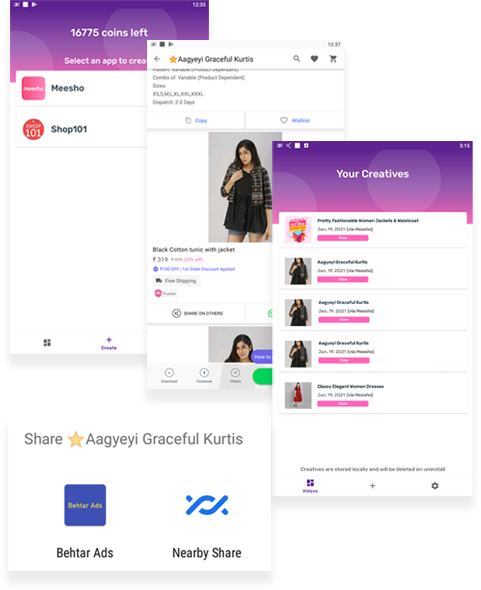 12:35
16775 coins left
Select an app to crea
meesho
Meesho
SHOP
101
Shop101
Create
12:37
⭐Aagyeyi Graceful Kurtis
Pattern: Variable (Product Dependent)
Combo of: Variable (Product Dependent)
Sizes:
XS,S,M,L,XL,XXL,XXXL
Dispatch: 2-3 Days
Copy
Wishlist
Black Cotton tunic with jacket
₹ 319
(23% off)
₹100 OFF | 1st Order Discount Applied
Free Shipping
Trusted
SHARE ON OTHERS
How to
Download
Facebook
Others
3:15
Your Creatives
Pretty Fashionable Women Jackets & Waistcoat
Jan, 19, 2021 (via Meesho)
View
Aagyeyi Graceful Kurtis
Jan, 19, 2021 (via Meesho)
View
Aagyeyi Graceful Kurtis
Jan, 19, 2021 (via Meesho)
View
Aagyeyi Graceful Kurtis
Jan, 19, 2021 (via Meesho)
View
Classy Elegant Women Dresses
Jan, 19, 2021 (via Meesho)
View
Creatives are stored locally and will be deleted on uninstall
Videos
Share ⭐Aagyeyi Graceful Kurtis
Behtar Ads
Behtar Ads
Nearby Share